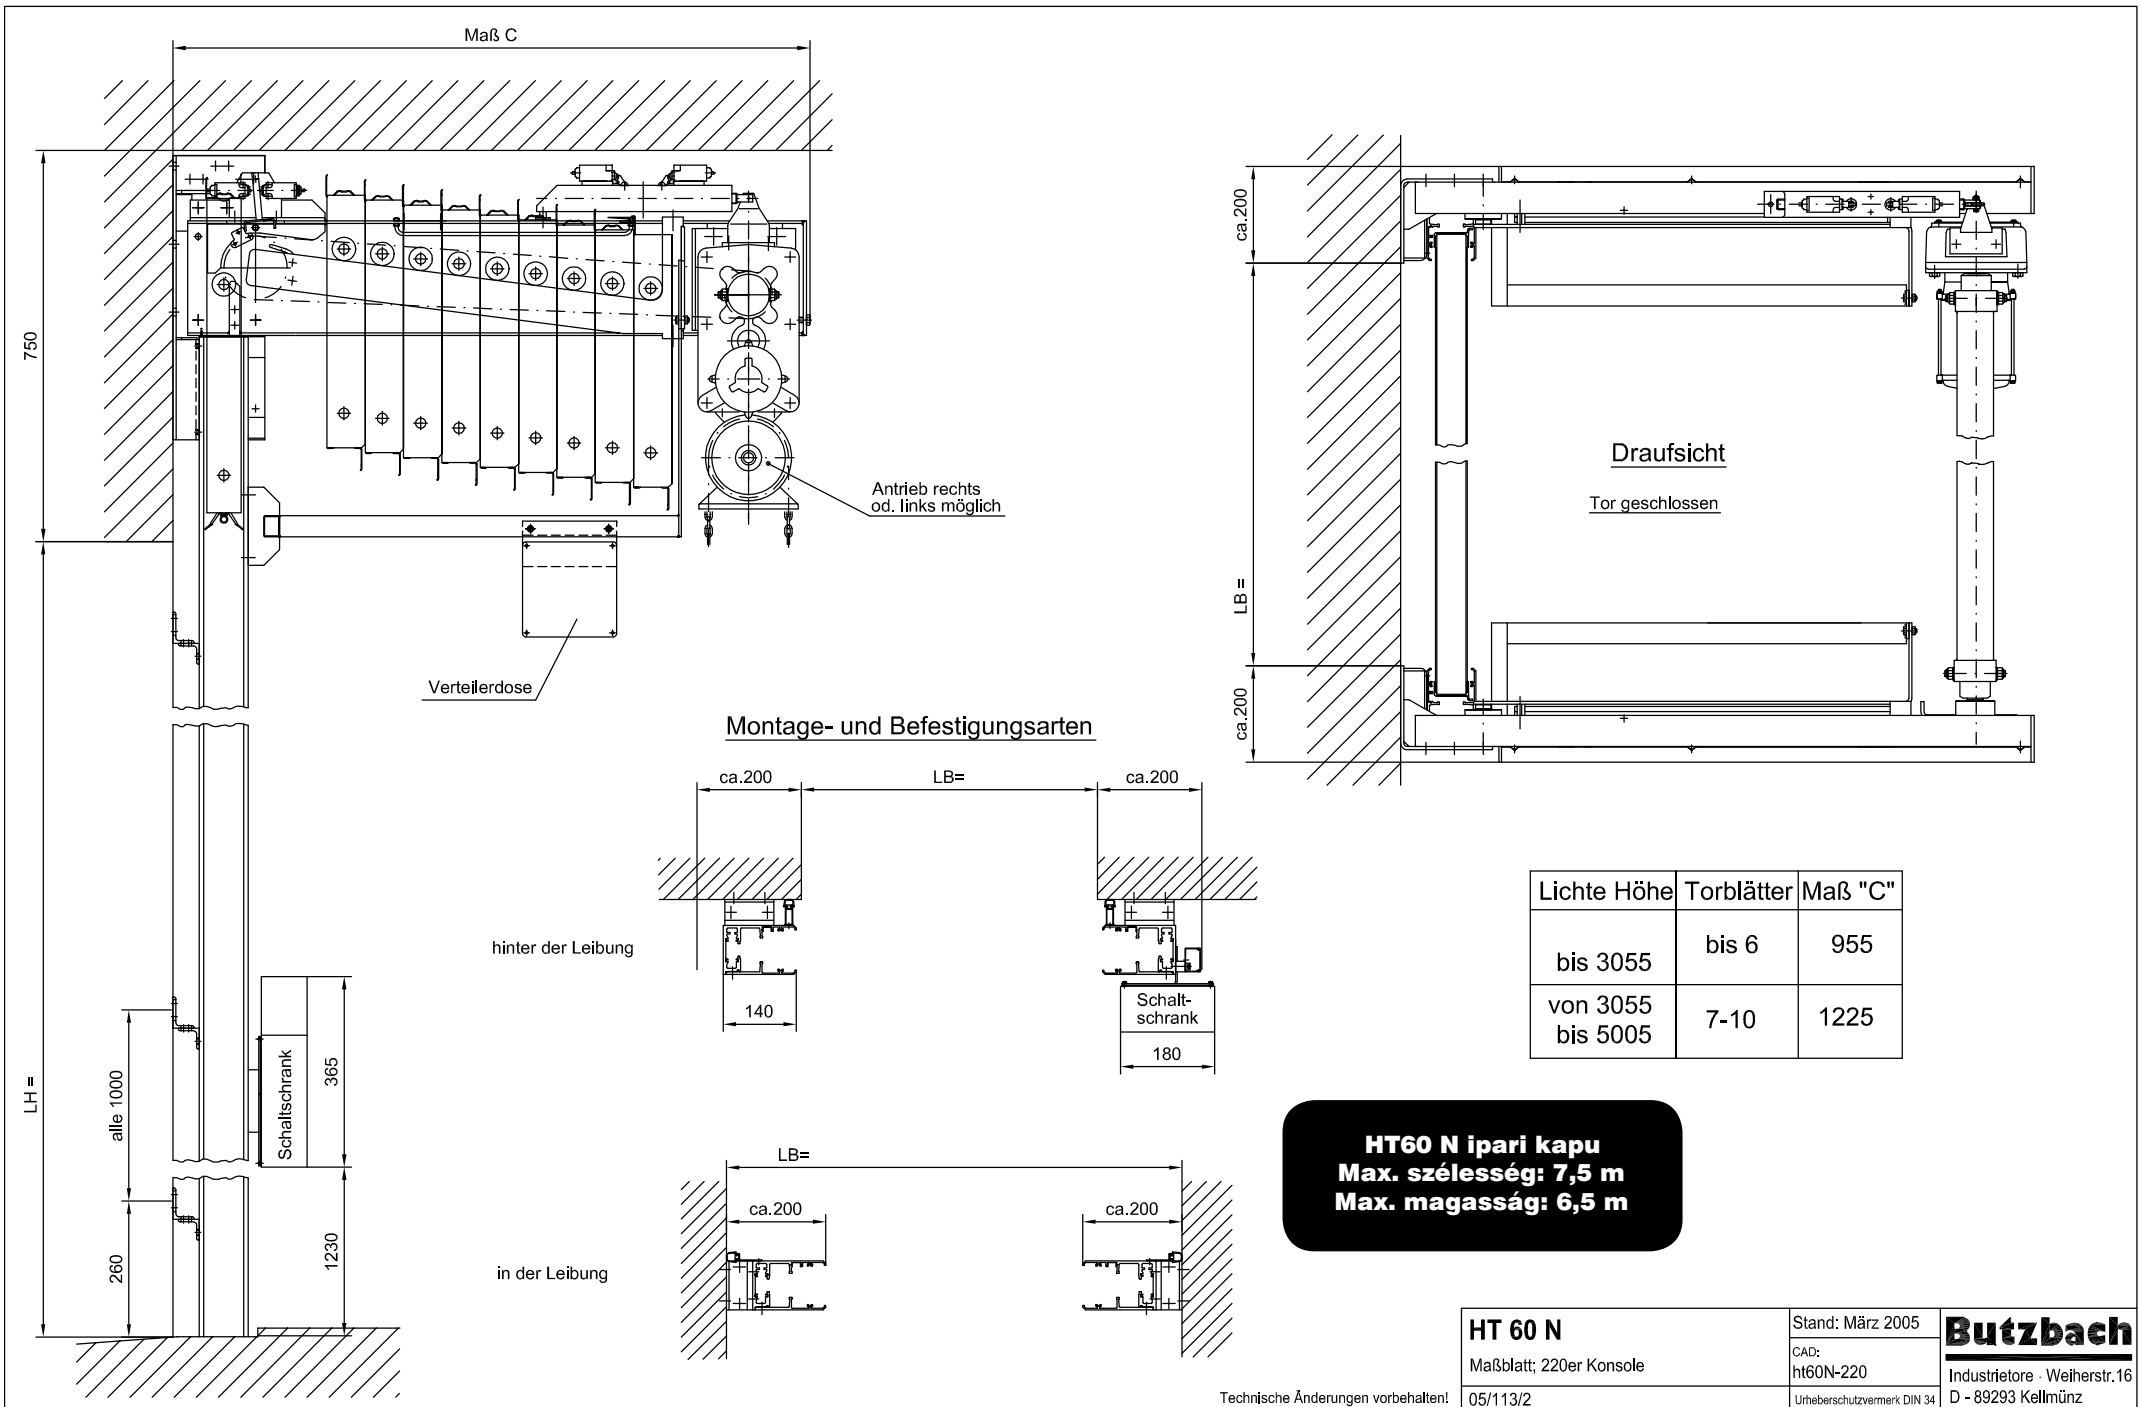 Maß C
750
Antrieb rechts
od. links möglich
Verteilerdose
LH =
alle 1000
260
Schaltschrank
365
1230
ca.200
LB =
ca.200
Draufsicht
Tor geschlossen
Montage- und Befestigungsarten
ca.200
LB=
ca.200
hinter der Leibung
140
Schalt-
schrank
180
LB=
ca.200
ca.200
in der Leibung
Lichte Höhe Torblätter Maß "C"
bis 3055 bis 6 955
von 3055
bis 5005 7-10 1225
HT60 N ipari kapu
Max. szélesség: 7,5 m
Max. magasság: 6,5 m
Technische Änderungen vorbehalten!
HT 60 N
Maßblatt; 220er Konsole
05/113/2
Stand: März 2005
CAD:
ht60N-220
Urheberschutzvermerk DIN 34
Butzbach
Industrietore · Weiherstr.16
D - 89293 Kellmünz